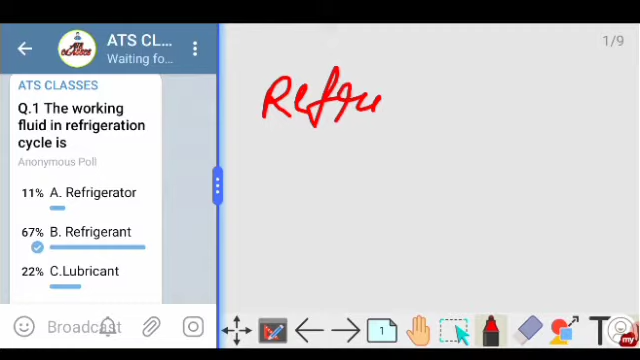 ATS CL...
Waiting fo...
1/9
ATS CLASSES
Q.1 The working
fluid in refrigeration
cycle is
Anonymous Poll
11% A. Refrigerator
67% B. Refrigerant
22% C.Lubricant
Broadcast
1
T
my